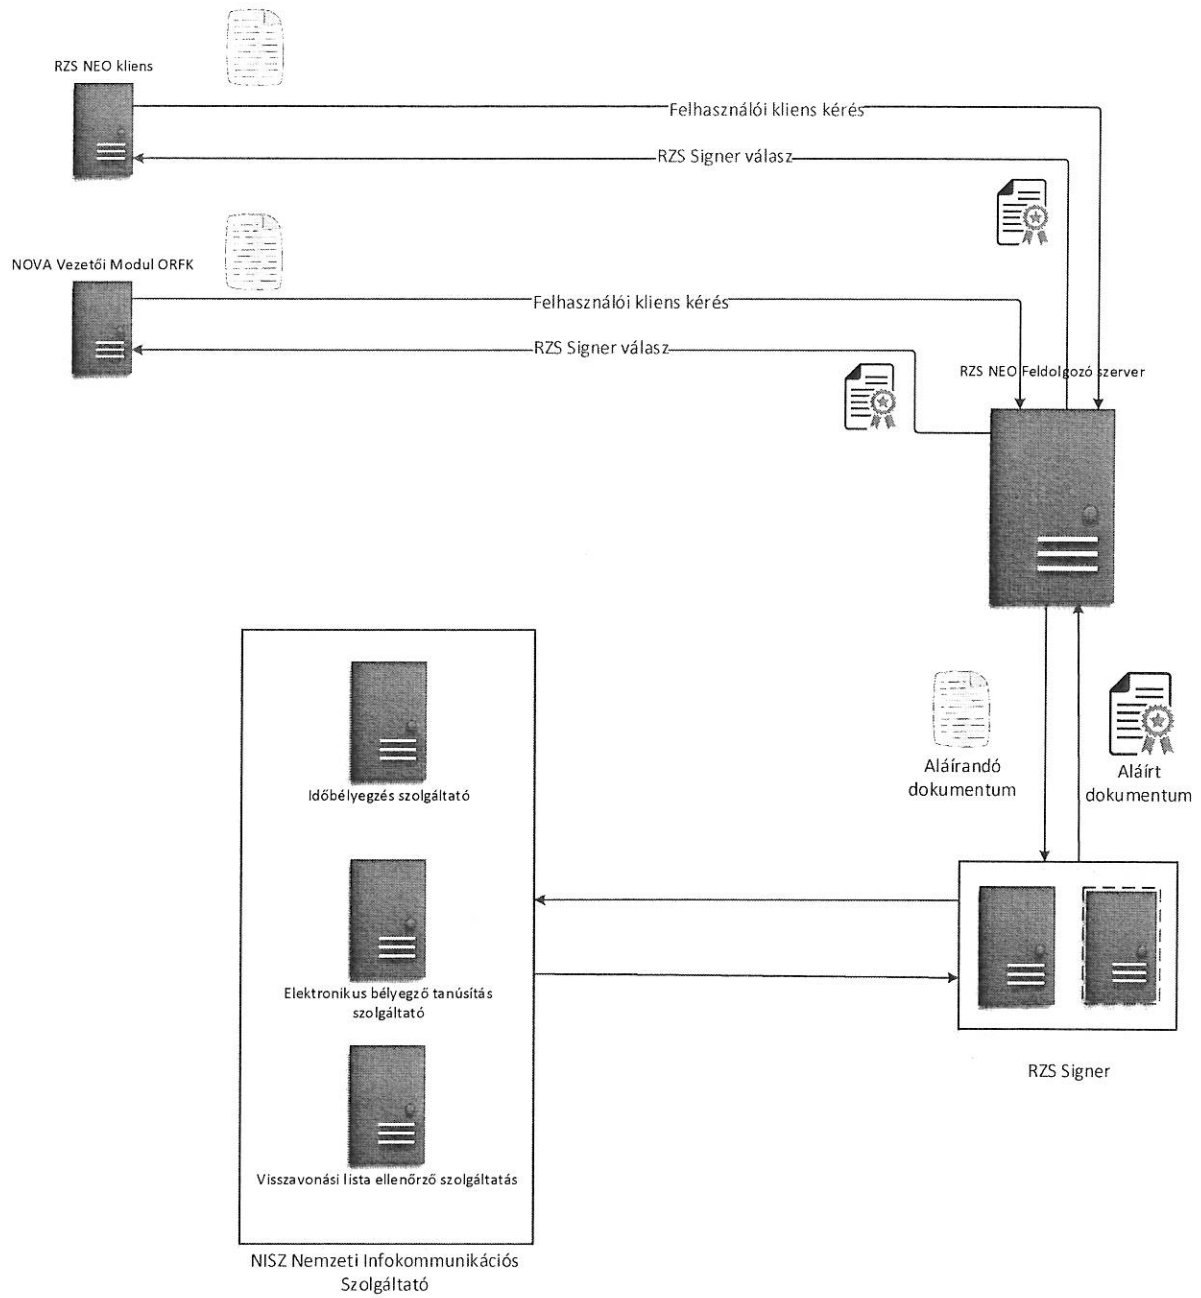 RZS NEO kliens
Felhasználói kliens kérés
RZS Signer válasz
NOVA Vezetői Modul ORFK
Felhasználói kliens kérés
RZS Signer válasz
RZS NEO Feldolgozó szerver
Aláírandó
dokumentum
Aláírt
dokumentum
Időbélyegzés szolgáltató
Elektronikus bélyegző tanúsítás
szolgáltató
Visszavonási lista ellenőrző szolgáltatás
RZS Signer
NISZ Nemzeti Infokommunikációs
Szolgáltató